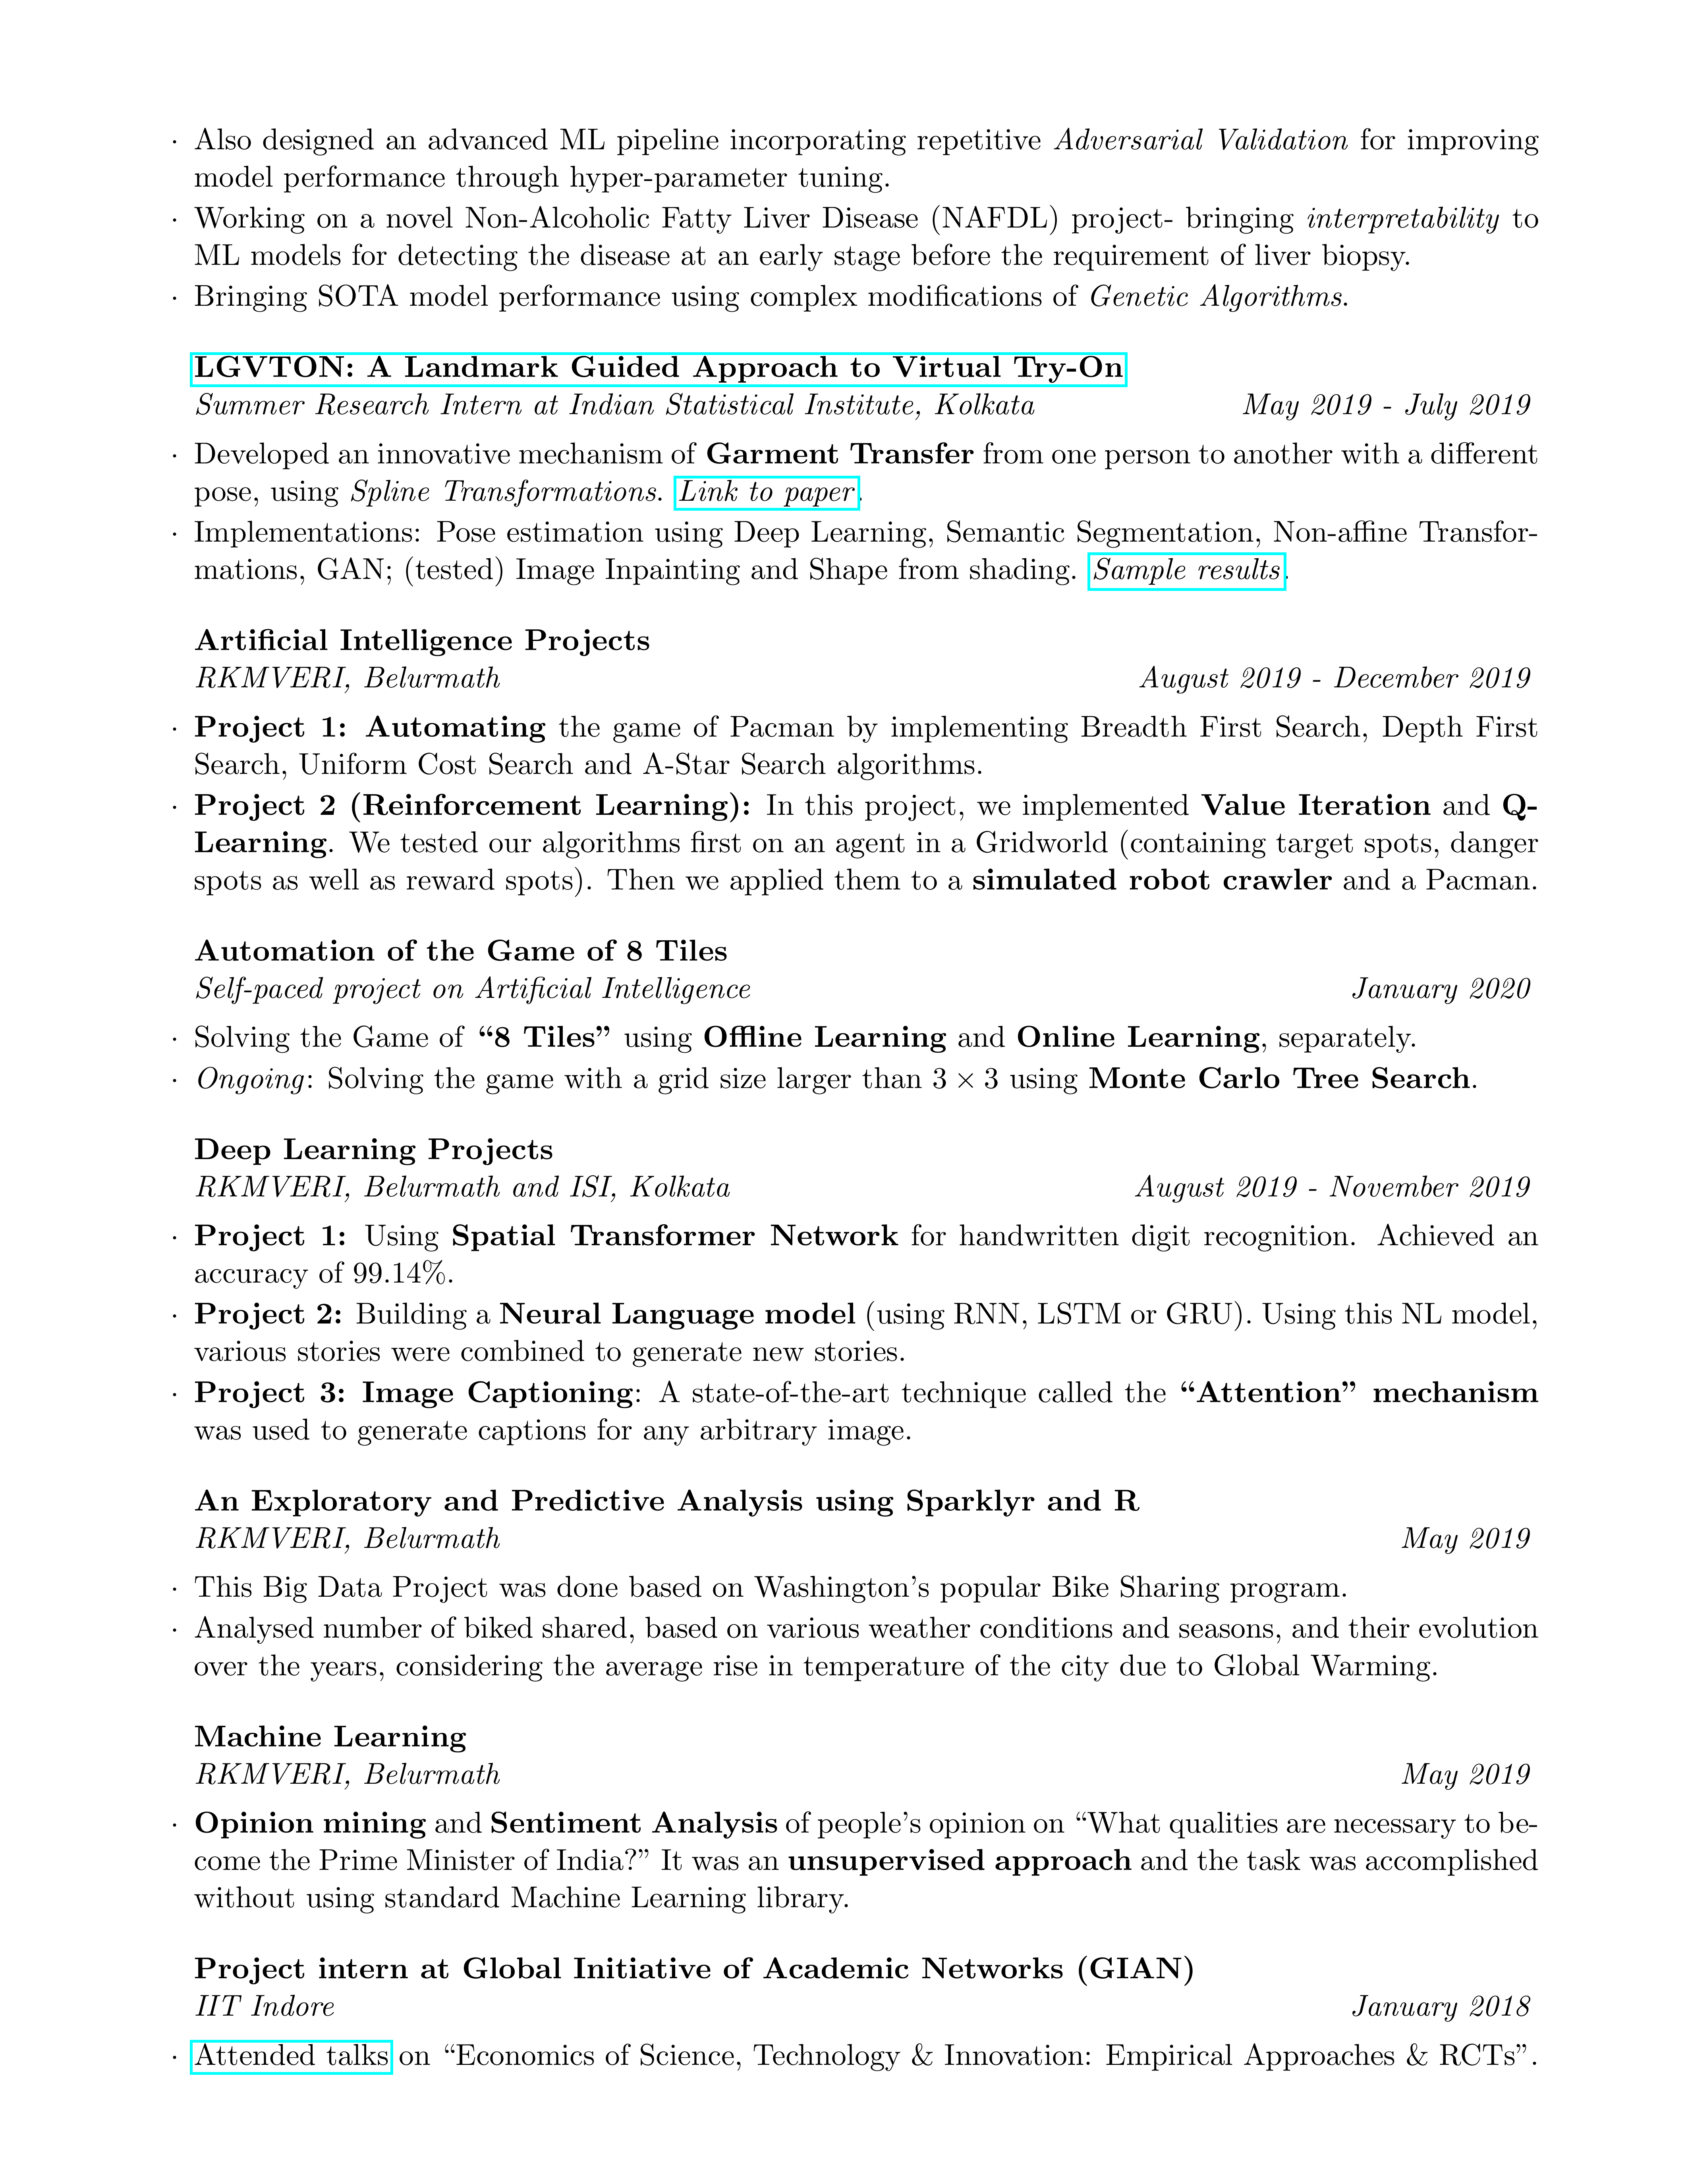 · Also designed an advanced ML pipeline incorporating repetitive Adversarial Validation for improving
model performance through hyper-parameter tuning.
· Working on a novel Non-Alcoholic Fatty Liver Disease (NAFDL) project- bringing interpretability to
ML models for detecting the disease at an early stage before the requirement of liver biopsy.
· Bringing SOTA model performance using complex modifications of Genetic Algorithms.
LGVTON: A Landmark Guided Approach to Virtual Try-On
Summer Research Intern at Indian Statistical Institute, Kolkata May 2019 - July 2019
· Developed an innovative mechanism of Garment Transfer from one person to another with a different
pose, using Spline Transformations. Link to paper.
· Implementations: Pose estimation using Deep Learning, Semantic Segmentation, Non-affine Transfor-
mations, GAN; (tested) Image Inpainting and Shape from shading. Sample results.
Artificial Intelligence Projects
RKMVERI, Belurmath August 2019 - December 2019
· Project 1: Automating the game of Pacman by implementing Breadth First Search, Depth First
Search, Uniform Cost Search and A-Star Search algorithms.
· Project 2 (Reinforcement Learning): In this project, we implemented Value Iteration and Q-
Learning. We tested our algorithms first on an agent in a Gridworld (containing target spots, danger
spots as well as reward spots). Then we applied them to a simulated robot crawler and a Pacman.
Automation of the Game of 8 Tiles
Self-paced project on Artificial Intelligence January 2020
· Solving the Game of “8 Tiles” using Offline Learning and Online Learning, separately.
· Ongoing: Solving the game with a grid size larger than 3 × 3 using Monte Carlo Tree Search.
Deep Learning Projects
RKMVERI, Belurmath and ISI, Kolkata August 2019 - November 2019
· Project 1: Using Spatial Transformer Network for handwritten digit recognition. Achieved an
accuracy of 99.14%.
· Project 2: Building a Neural Language model (using RNN, LSTM or GRU). Using this NL model,
various stories were combined to generate new stories.
· Project 3: Image Captioning: A state-of-the-art technique called the “Attention” mechanism
was used to generate captions for any arbitrary image.
An Exploratory and Predictive Analysis using Sparklyr and R
RKMVERI, Belurmath May 2019
· This Big Data Project was done based on Washington’s popular Bike Sharing program.
· Analysed number of biked shared, based on various weather conditions and seasons, and their evolution
over the years, considering the average rise in temperature of the city due to Global Warming.
Machine Learning
RKMVERI, Belurmath May 2019
· Opinion mining and Sentiment Analysis of people’s opinion on “What qualities are necessary to be-
come the Prime Minister of India?” It was an unsupervised approach and the task was accomplished
without using standard Machine Learning library.
Project intern at Global Initiative of Academic Networks (GIAN)
IIT Indore January 2018
· Attended talks on “Economics of Science, Technology & Innovation: Empirical Approaches & RCTs”.